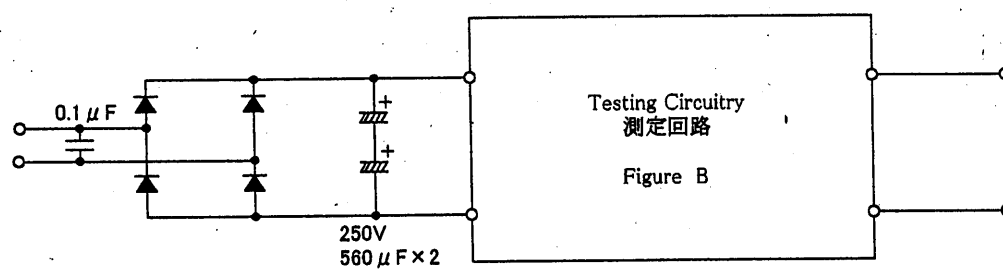 0.1 μF
+
+
250V
560 μF×2
Testing Circuitry
測定回路
Figure B